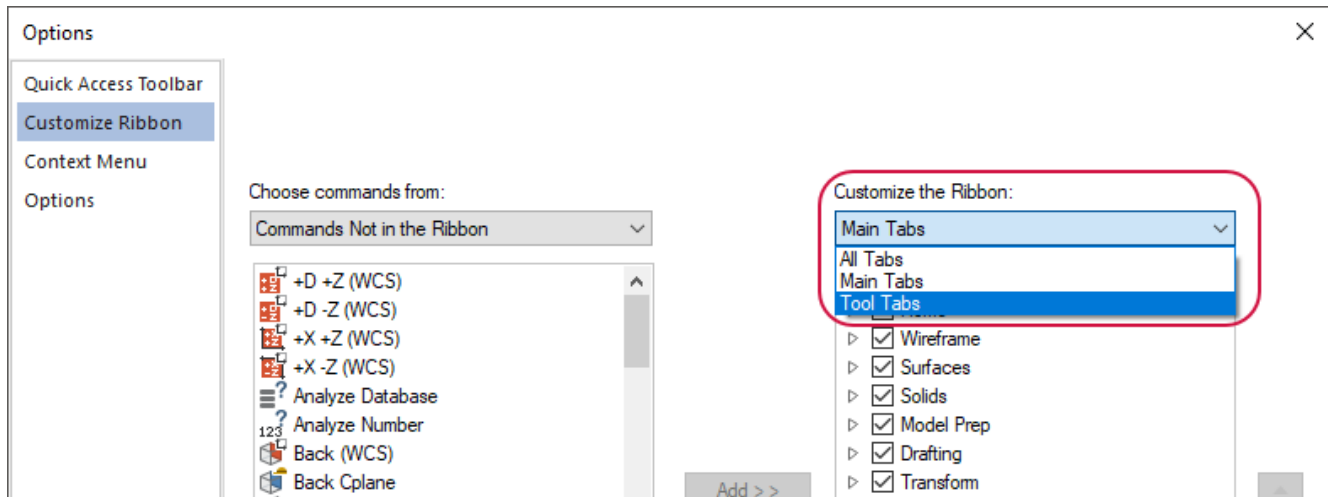 Options
Quick Access Toolbar
Customize Ribbon
Context Menu
Options
Choose commands from:
Commands Not in the Ribbon
+D +Z (WCS)
+D -Z (WCS)
+X +Z (WCS)
+X -Z (WCS)
Analyze Database
123 Analyze Number
Back (WCS)
Back Cplane
Add >>
Customize the Ribbon:
Main Tabs
All Tabs
Main Tabs
Tool Tabs
Wireframe
Surfaces
Solids
Model Prep
Drafting
Transform